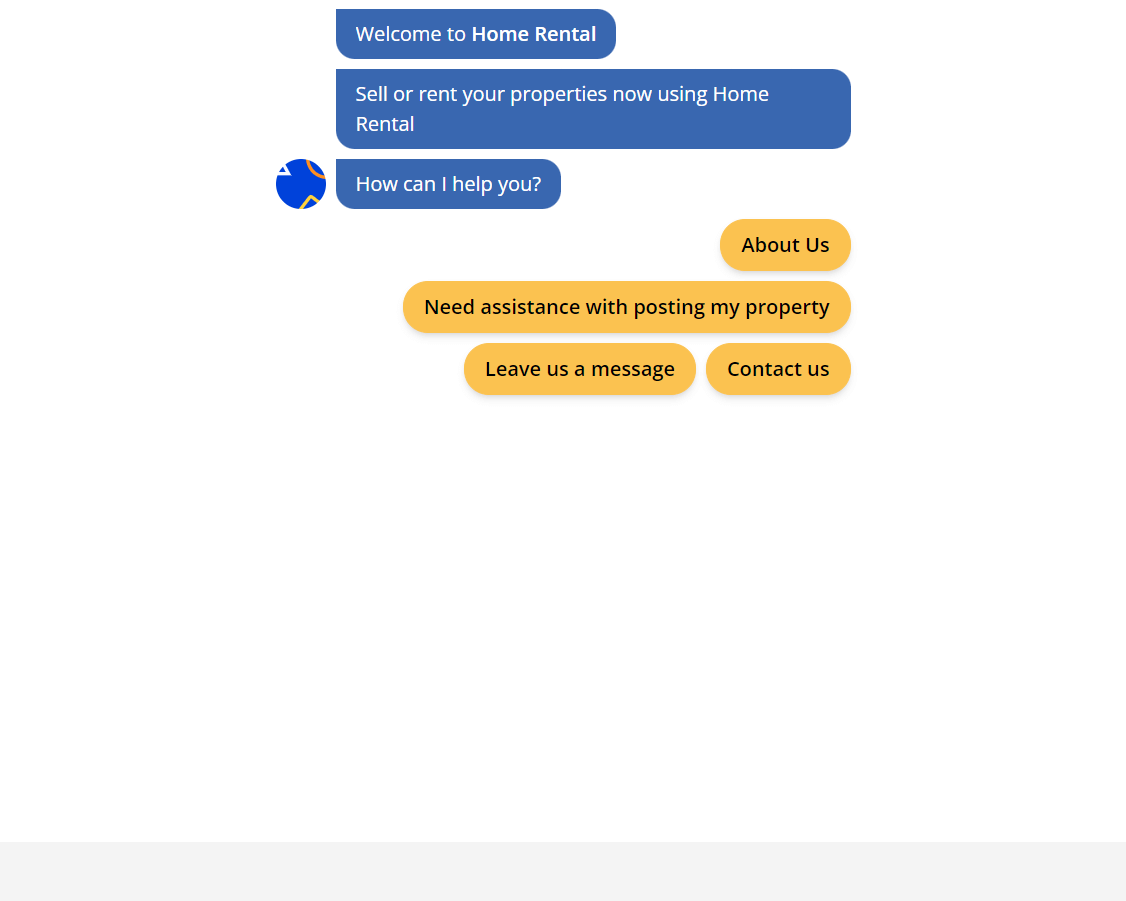 Welcome to Home Rental
Sell or rent your properties now using Home
Rental
How can I help you?
About Us
Need assistance with posting my property
Leave us a message
Contact us